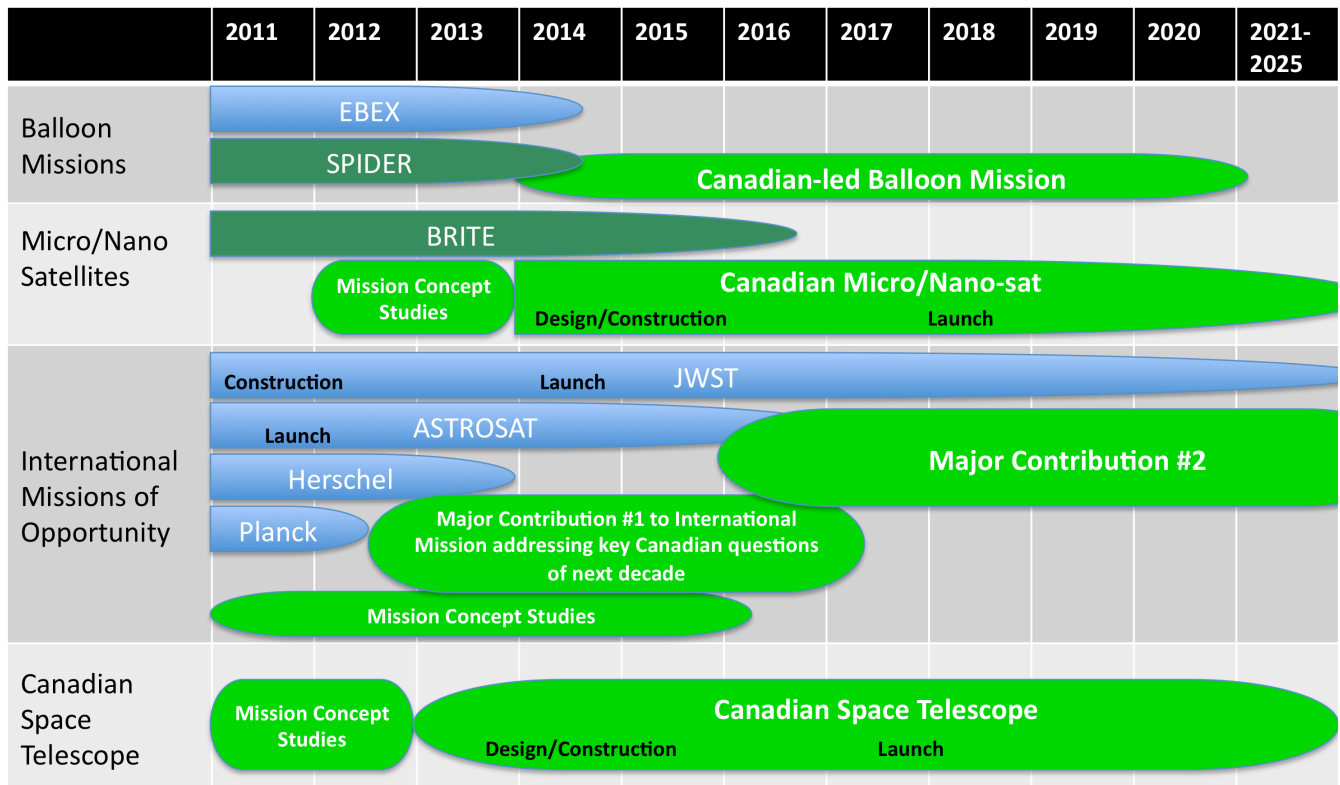 2011 2012 2013 2014 2015 2016 2017 2018 2019 2020 2021-
2025
Balloon
Missions
EBEX
SPIDER
Canadian-led Balloon Mission
Micro/Nano
Satellites
BRITE
Mission Concept
Studies
Canadian Micro/Nano-sat
Design/Construction Launch
International
Missions of
Opportunity
Construction Launch JWST
Launch ASTROSAT
Herschel
Planck
Major Contribution #2
Major Contribution #1 to International
Mission addressing key Canadian questions
of next decade
Mission Concept Studies
Canadian
Space
Telescope
Mission Concept
Studies
Canadian Space Telescope
Design/Construction Launch